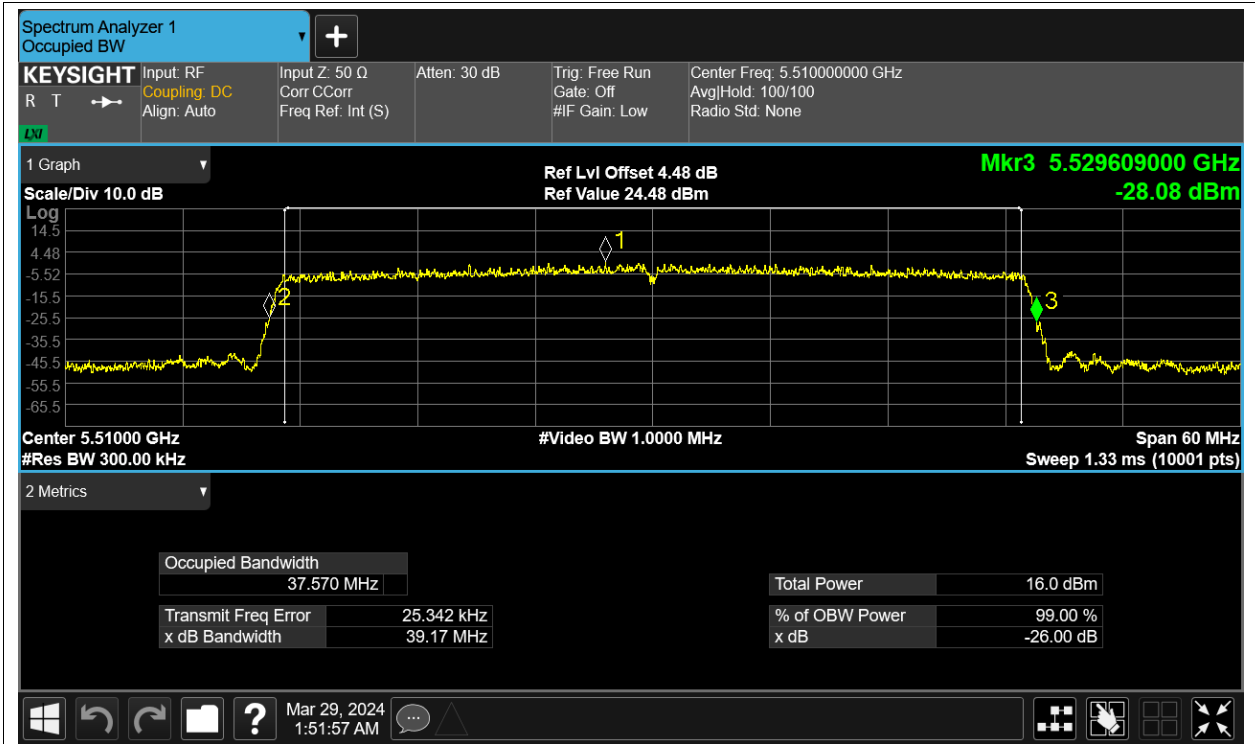 Spectrum Analyzer 1
Occupied BW
KEYSIGHT
R T
LXI
Input: RF
Coupling: DC
Align: Auto
Input Z: 50 Ω
Corr CCorr
Freq Ref: Int (S)
Atten: 30 dB
Trig: Free Run
Gate: Off
#IF Gain: Low
Center Freq: 5.510000000 GHz
Avg|Hold: 100/100
Radio Std: None
1 Graph
Scale/Div 10.0 dB
Ref Lvl Offset 4.48 dB
Ref Value 24.48 dBm
Mkr3 5.529609000 GHz
-28.08 dBm
Log
14.5
4.48
-5.52
-15.5
-25.5
-35.5
-45.5
-55.5
-65.5
1
2
3
Center 5.51000 GHz
#Res BW 300.00 kHz
#Video BW 1.0000 MHz
Span 60 MHz
Sweep 1.33 ms (10001 pts)
2 Metrics
Occupied Bandwidth
37.570 MHz
Transmit Freq Error 25.342 kHz
x dB Bandwidth 39.17 MHz
Total Power 16.0 dBm
% of OBW Power 99.00 %
x dB -26.00 dB
?
Mar 29, 2024
1:51:57 AM